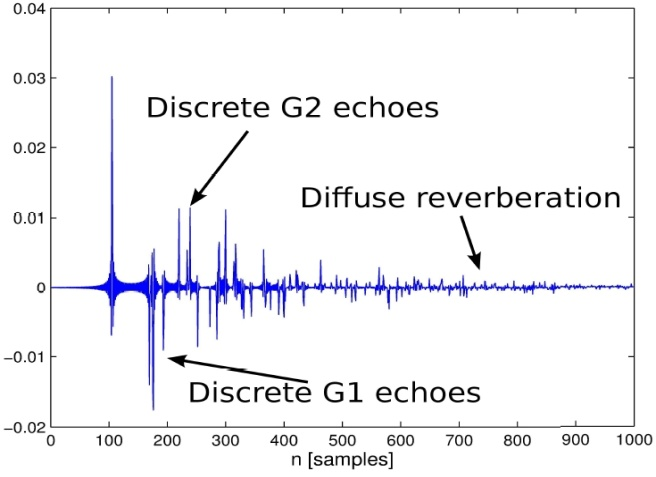 0.04
0.03
Discrete G2 echoes
0.02
Diffuse reverberation
0.01
0
−0.01
Discrete G1 echoes
−0.02
0 100 200 300 400 500 600 700 800 900 1000
n [samples]